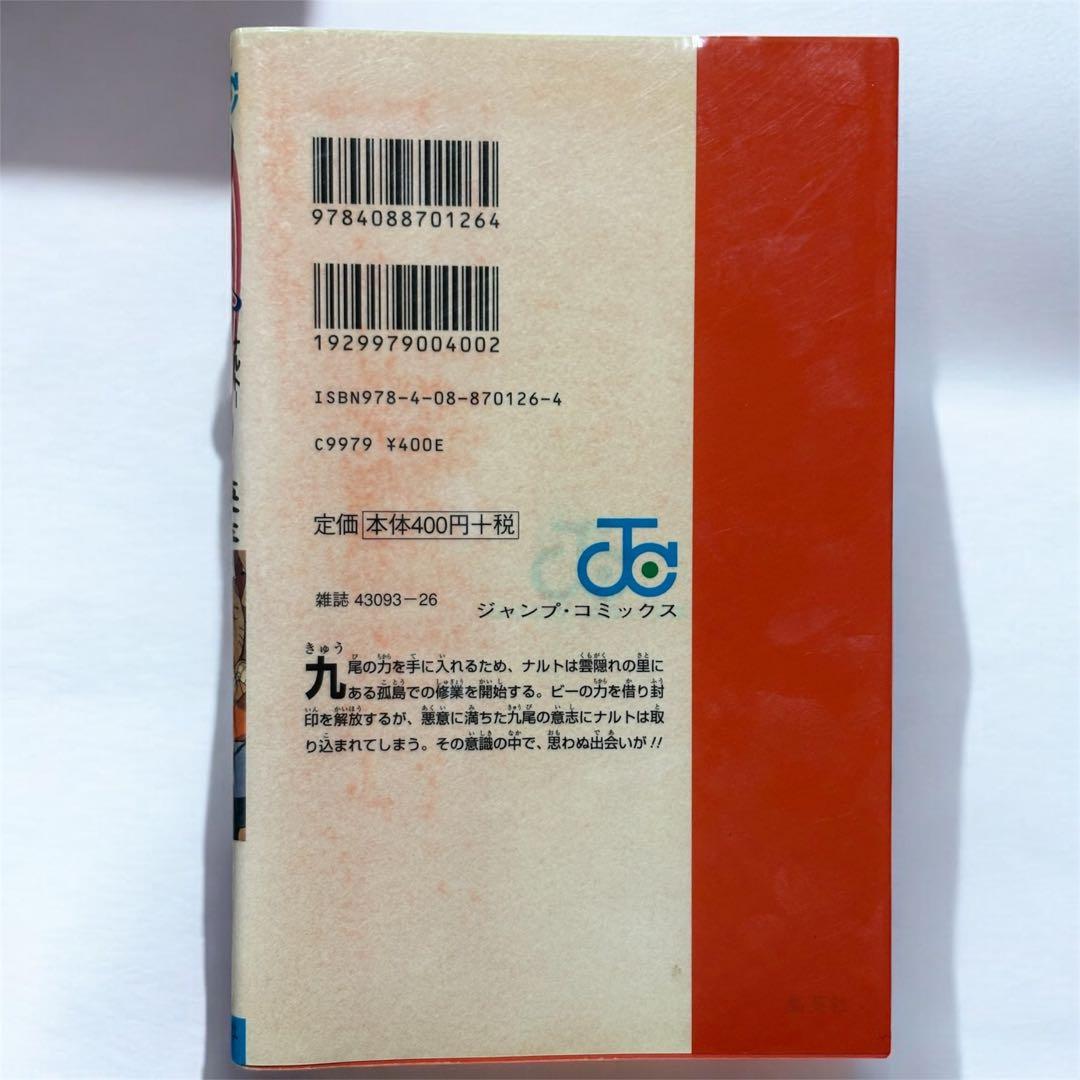 9784088701264
1929979004002
ISBN978-4-08-870126-4
C9979 ¥400E
定価 本体400円+税
雑誌 43093-26
JC
ジャンプ・コミックス
九尾の力を手に入れるため、ナルトは雲隠れの里に
ある孤島での修業を開始する。ビーの力を借り封
印を解放するが、悪意に満ちた九尾の意志にナルトは取
り込まれてしまう。その意識の中で、思わぬ出会いが!!
集英社